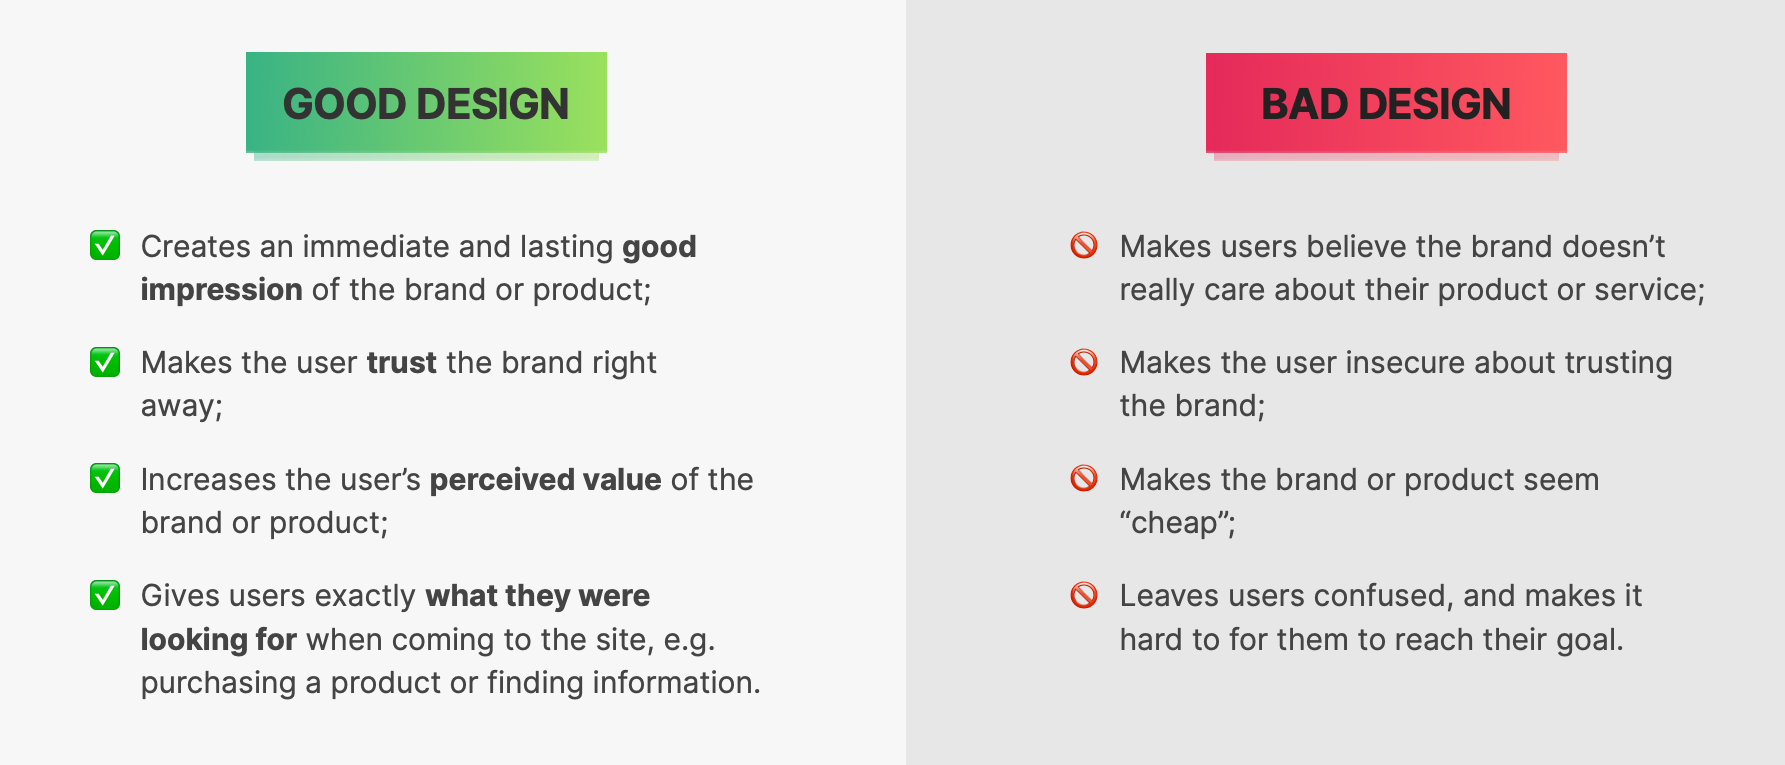 GOOD DESIGN
Creates an immediate and lasting good
impression of the brand or product;
Makes the user trust the brand right
away;
Increases the user’s perceived value of the
brand or product;
Gives users exactly what they were
looking for when coming to the site, e.g.
purchasing a product or finding information.
BAD DESIGN
Makes users believe the brand doesn’t
really care about their product or service;
Makes the user insecure about trusting
the brand;
Makes the brand or product seem
“cheap”;
Leaves users confused, and makes it
hard to for them to reach their goal.